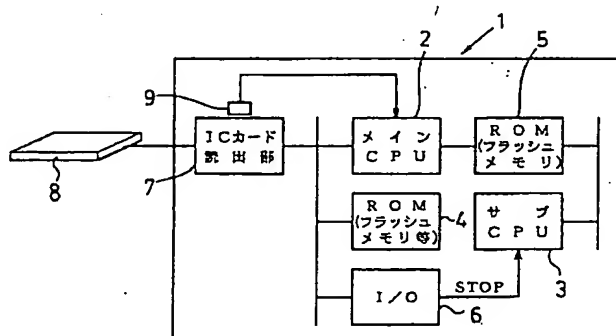 1
2
5
9
ICカード
読出部
7
8
メイン
CPU
ROM
(フラッシュ
メモリ)
ROM
(フラッシュ
メモリ等)
4
サブ
CPU
3
I/O
6
STOP